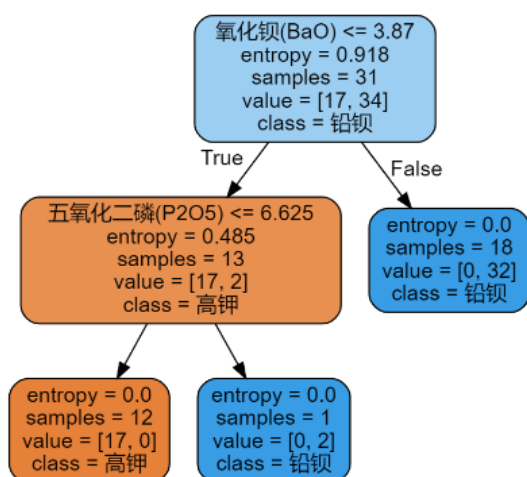 氧化钡(BaO) <= 3.87
entropy = 0.918
samples = 31
value = [17, 34]
class = 铅钡
True
False
五氧化二磷(P2O5) <= 6.625
entropy = 0.485
samples = 13
value = [17, 2]
class = 高钾
entropy = 0.0
samples = 18
value = [0, 32]
class = 铅钡
entropy = 0.0
samples = 12
value = [17, 0]
class = 高钾
entropy = 0.0
samples = 1
value = [0, 2]
class = 铅钡